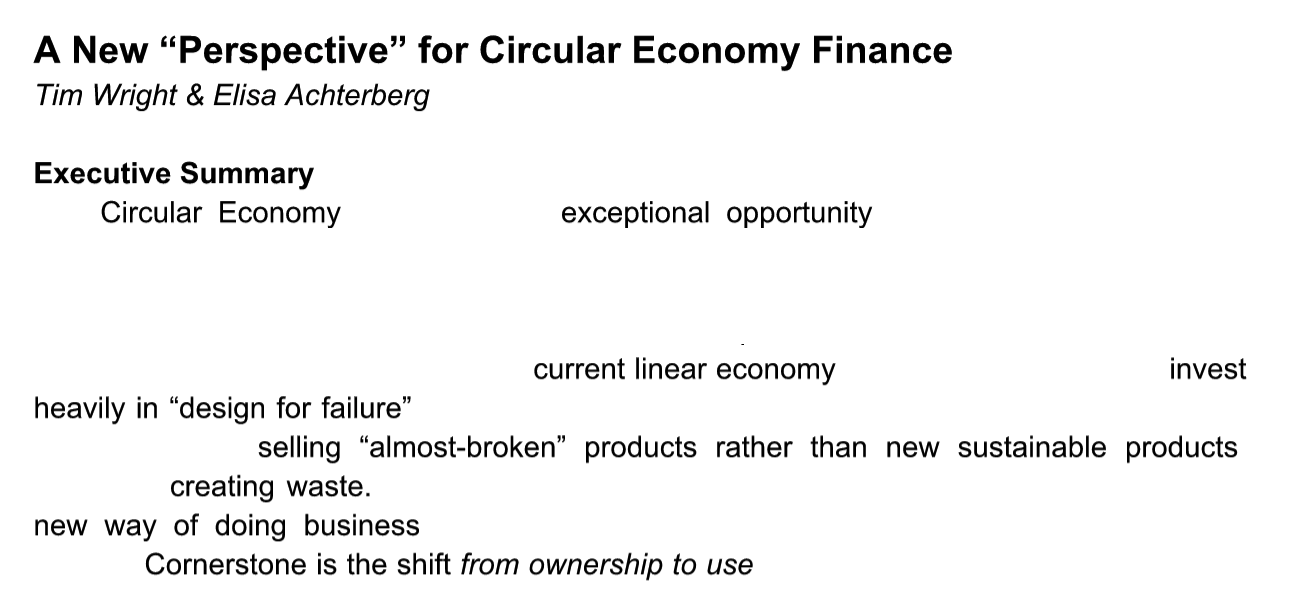 A New “Perspective” for Circular Economy Finance
Tim Wright & Elisa Achterberg
Executive Summary
Circular Economy exceptional opportunity
current linear economy invest
heavily in “design for failure”
selling “almost-broken” products rather than new sustainable products
creating waste.
new way of doing business
Cornerstone is the shift from ownership to use